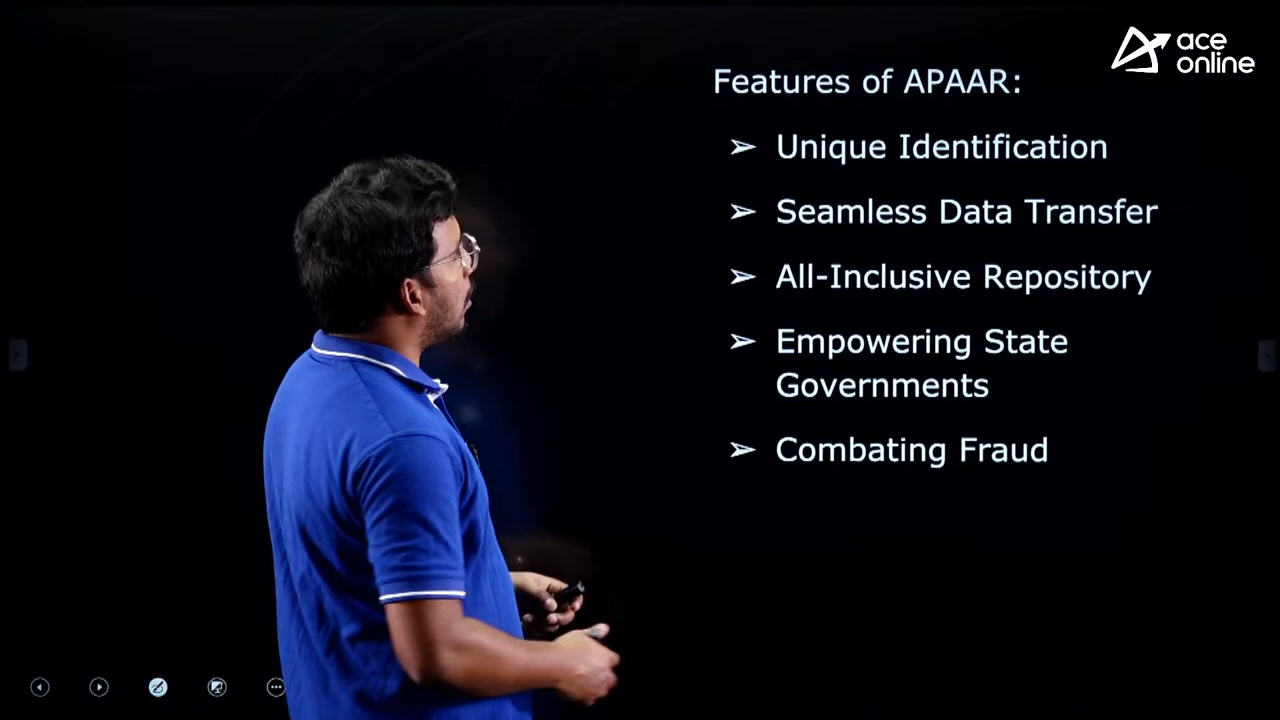 ace
online
Features of APAAR:
➢ Unique Identification
➢ Seamless Data Transfer
➢ All-Inclusive Repository
➢ Empowering State
Governments
➢ Combating Fraud